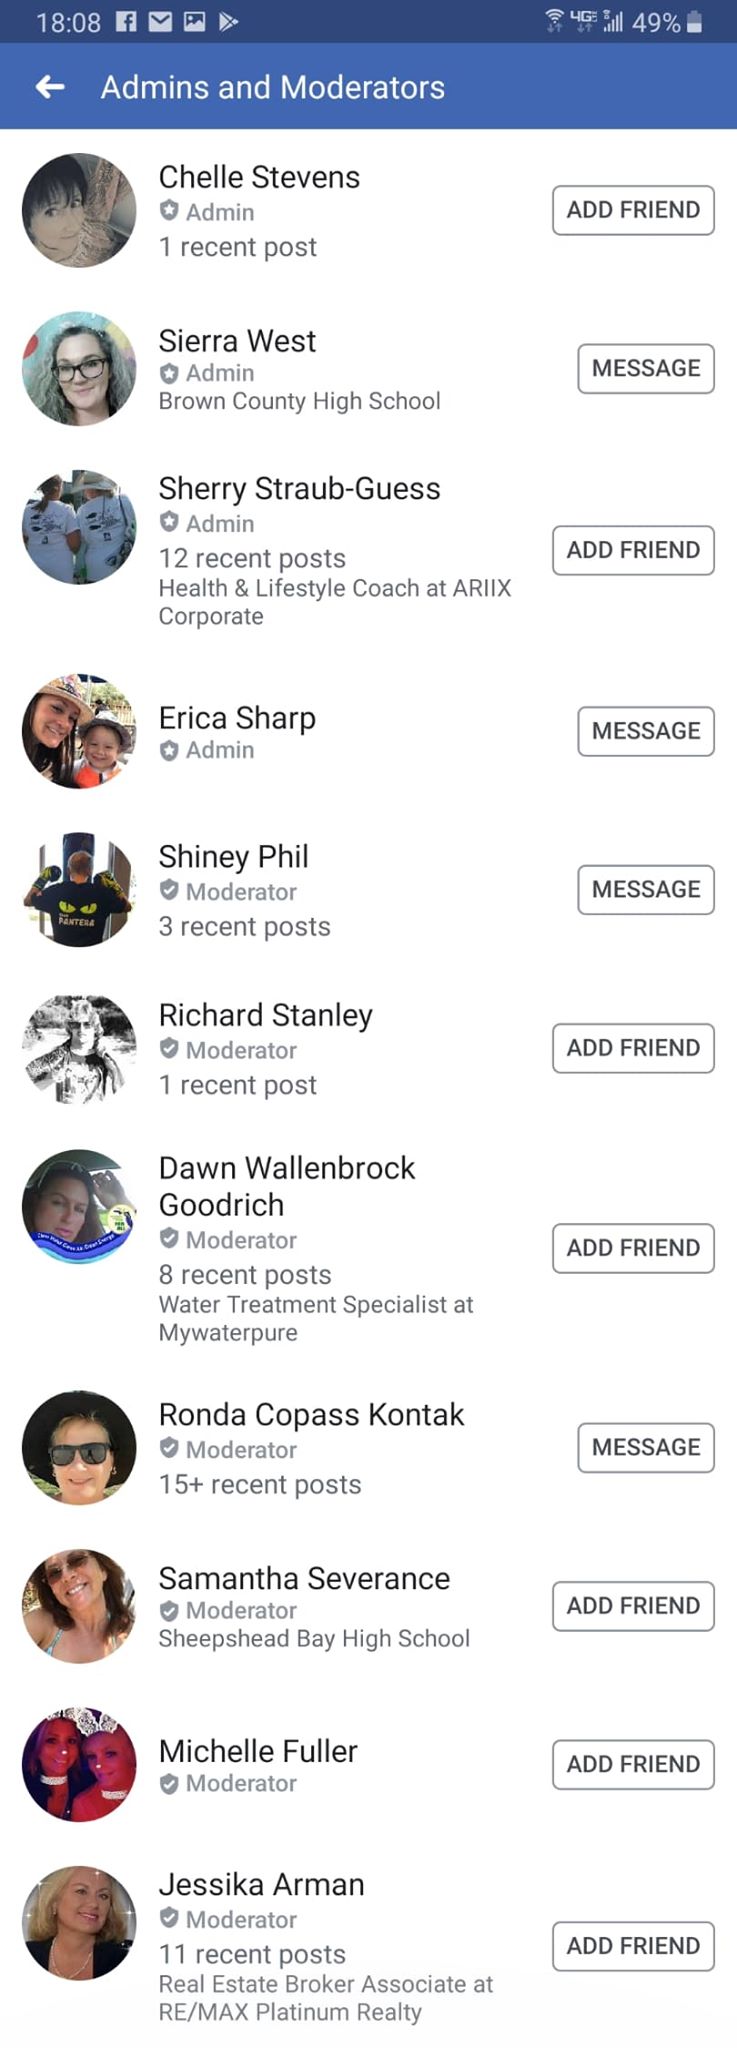 18:08 4GE 49%
Admins and Moderators
Chelle Stevens
Admin
1 recent post
ADD FRIEND
Sierra West
Admin
Brown County High School
MESSAGE
Sherry Straub-Guess
Admin
12 recent posts
Health & Lifestyle Coach at ARIIX
Corporate
ADD FRIEND
Erica Sharp
Admin
MESSAGE
PANTERA
Shiney Phil
Moderator
3 recent posts
MESSAGE
Richard Stanley
Moderator
1 recent post
ADD FRIEND
Dawn Wallenbrock
Goodrich
Moderator
8 recent posts
Water Treatment Specialist at
Mywaterpure
ADD FRIEND
Ronda Copass Kontak
Moderator
15+ recent posts
MESSAGE
Samantha Severance
Moderator
Sheepshead Bay High School
ADD FRIEND
Michelle Fuller
Moderator
ADD FRIEND
Jessika Arman
Moderator
11 recent posts
Real Estate Broker Associate at
RE/MAX Platinum Realty
ADD FRIEND